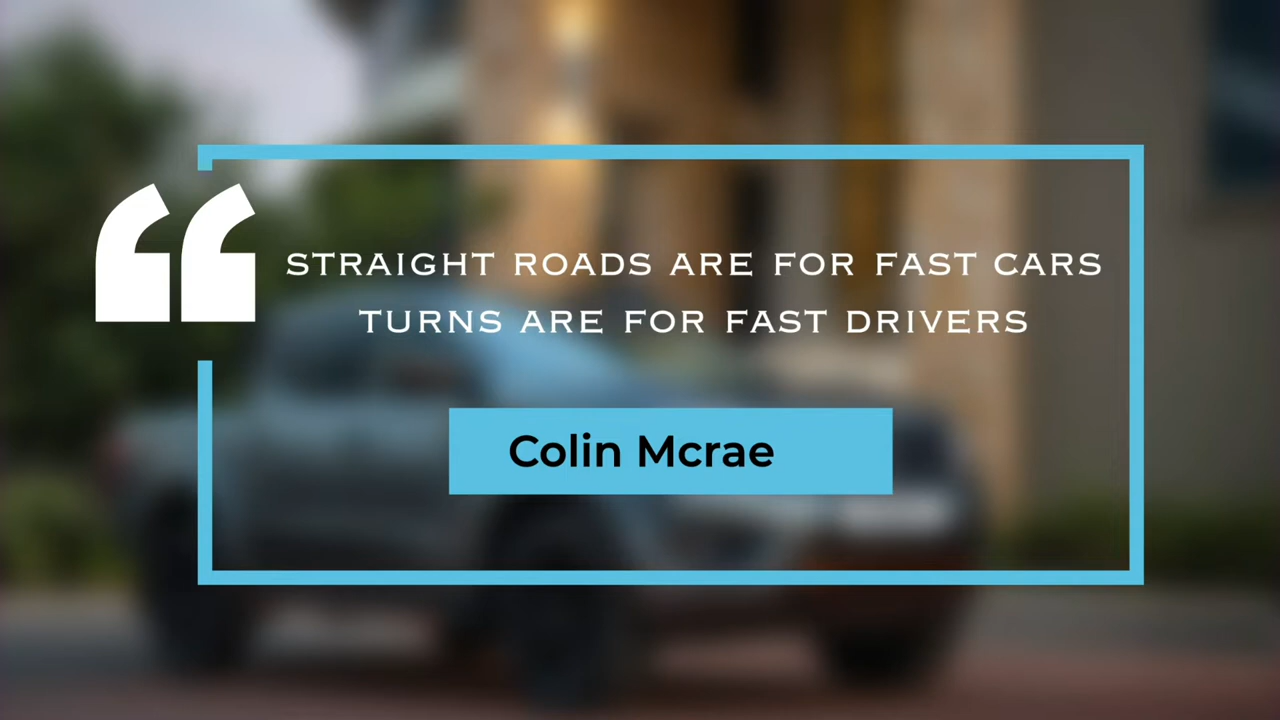 “
STRAIGHT ROADS ARE FOR FAST CARS
TURNS ARE FOR FAST DRIVERS
Colin Mcrae